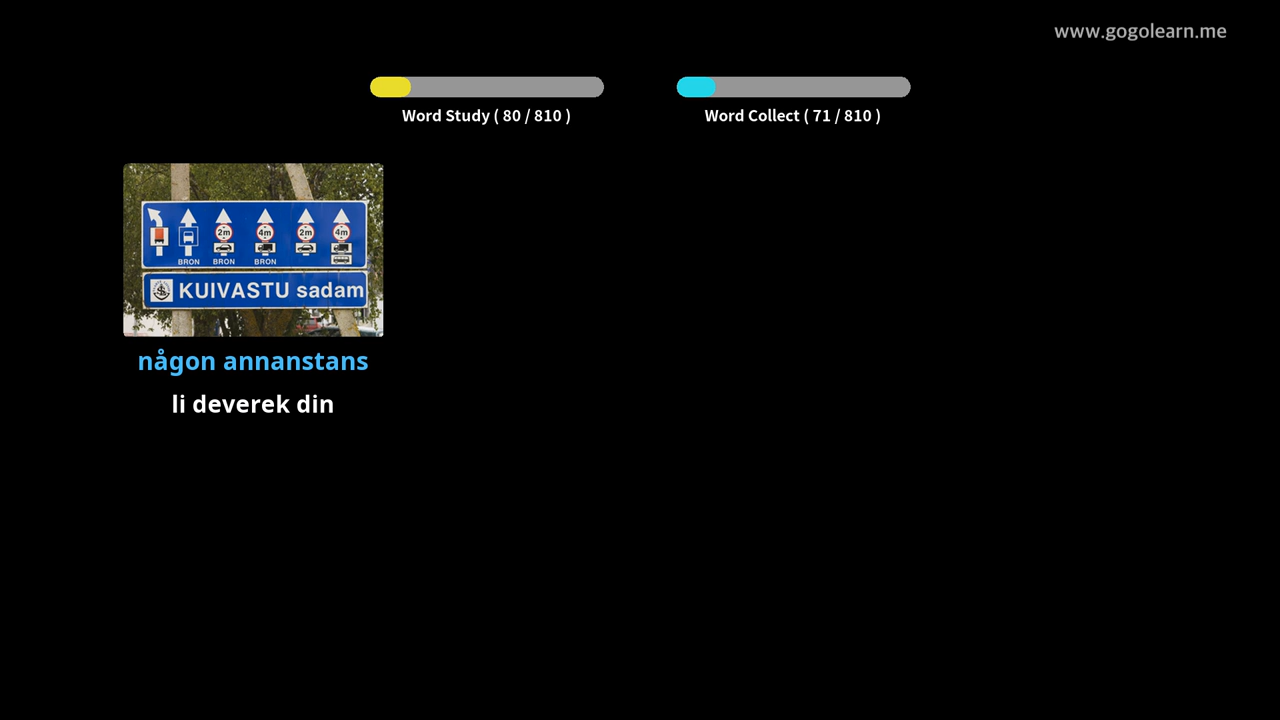 www.gogolearn.me
Word Study ( 80 / 810 )
Word Collect ( 71 / 810 )
2m 4m 2m 4m
BRON BRON BRON
KUIVASTU sadam
någon annanstans
li deverek din